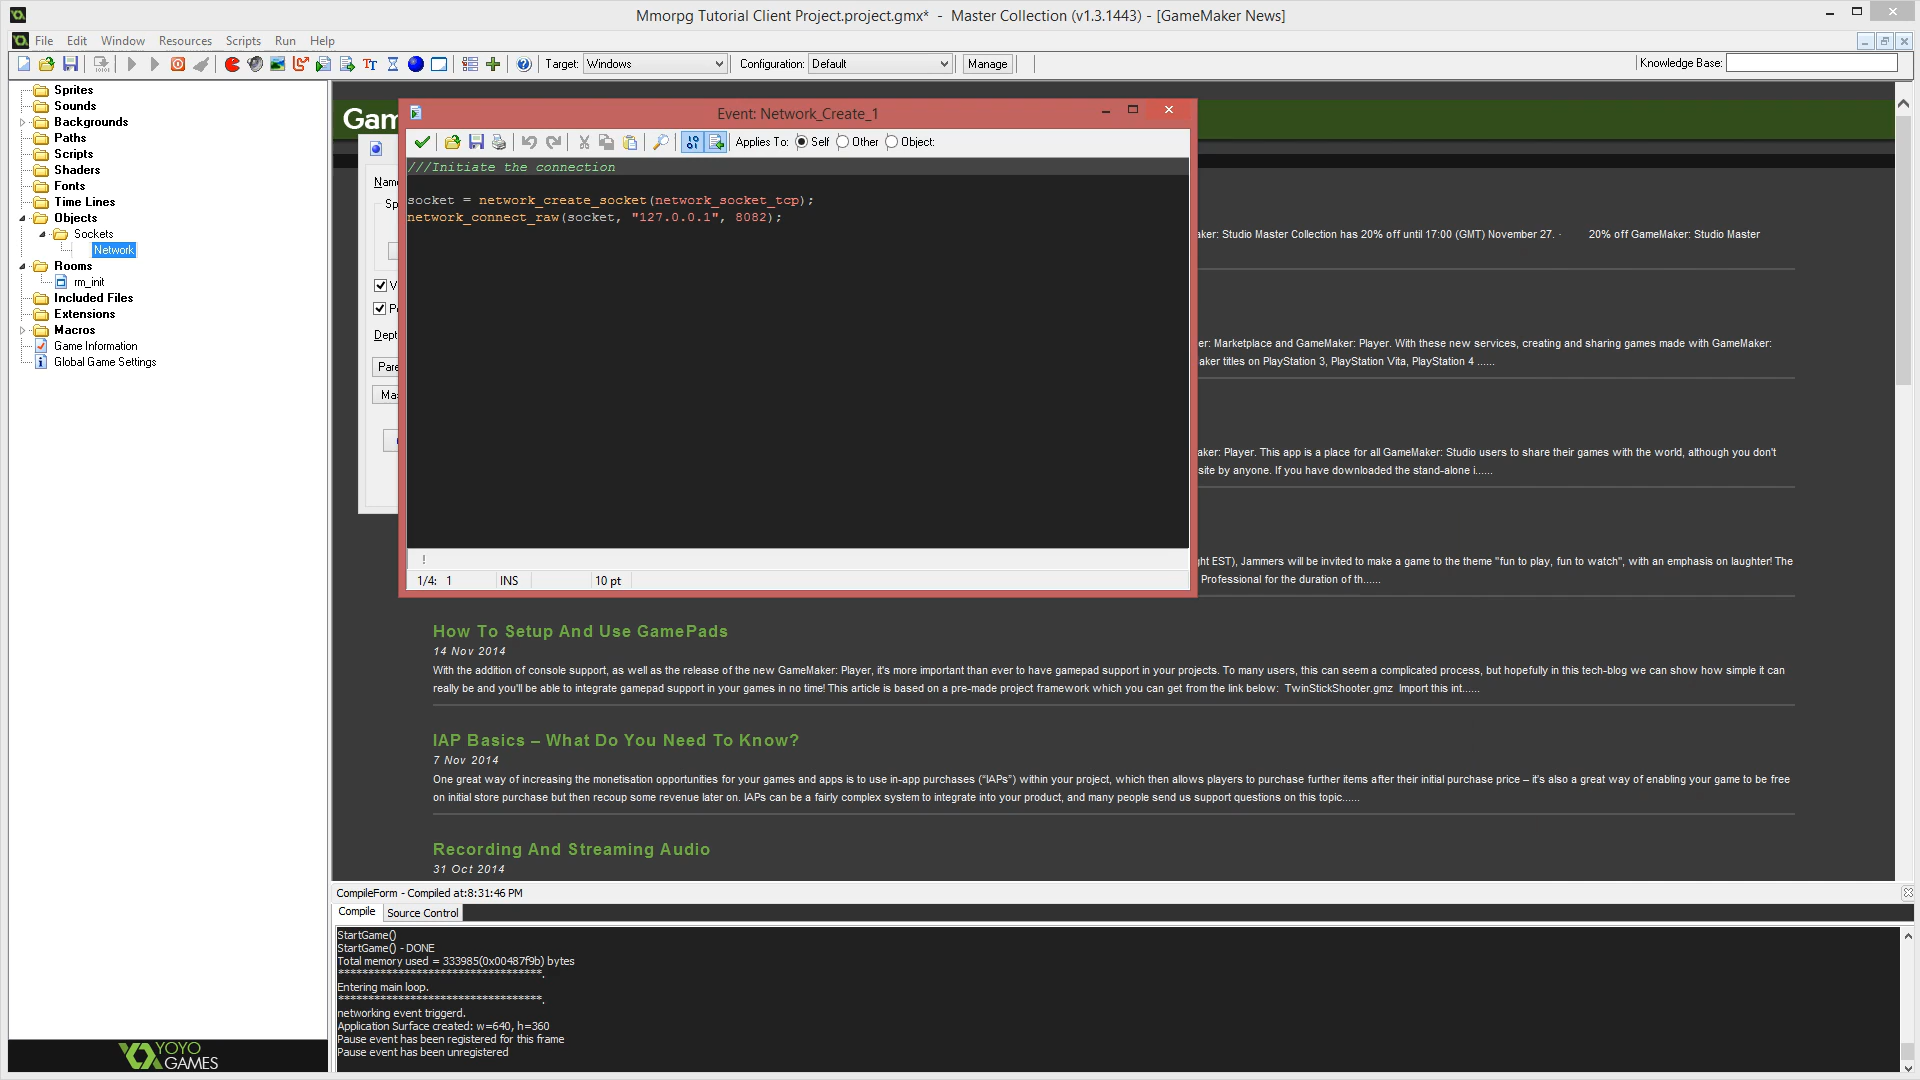 Mmorpg Tutorial Client Project.project.gmx* - Master Collection (v1.3.1443) - [GameMaker News]
File Edit Window Resources Scripts Run Help
Target: Windows Configuration: Default Manage Knowledge Base:
Sprites
Sounds
Backgrounds
Paths
Scripts
Shaders
Fonts
Time Lines
Objects
Sockets
Network
Rooms
rm_init
Included Files
Extensions
Macros
Game Information
Global Game Settings
YOYO
GAMES
Event: Network_Create_1
Applies To: Self Other Object:
///Initiate the connection
socket = network_create_socket(network_socket_tcp);
network_connect_raw(socket, "127.0.0.1", 8082);
!
1/4: 1 INS 10 pt
aker: Studio Master Collection has 20% off until 17:00 (GMT) November 27. · 20% off GameMaker: Studio Master
er: Marketplace and GameMaker: Player. With these new services, creating and sharing games made with GameMaker:
aker titles on PlayStation 3, PlayStation Vita, PlayStation 4 ......
aker: Player. This app is a place for all GameMaker: Studio users to share their games with the world, although you don't
site by anyone. If you have downloaded the stand-alone i......
ht EST), Jammers will be invited to make a game to the theme "fun to play, fun to watch", with an emphasis on laughter! The
Professional for the duration of th......
How To Setup And Use GamePads
14 Nov 2014
With the addition of console support, as well as the release of the new GameMaker: Player, it's more important than ever to have gamepad support in your projects. To many users, this can seem a complicated process, but hopefully in this tech-blog we can show how simple it can
really be and you'll be able to integrate gamepad support in your games in no time! This article is based on a pre-made project framework which you can get from the link below: TwinStickShooter.gmz Import this int......
IAP Basics – What Do You Need To Know?
7 Nov 2014
One great way of increasing the monetisation opportunities for your games and apps is to use in-app purchases (“IAPs”) within your project, which then allows players to purchase further items after their initial purchase price – it's also a great way of enabling your game to be free
on initial store purchase but then recoup some revenue later on. IAPs can be a fairly complex system to integrate into your product, and many people send us support questions on this topic......
Recording And Streaming Audio
31 Oct 2014
CompileForm - Compiled at:8:31:46 PM
Compile Source Control
StartGame()
StartGame() - DONE
Total memory used = 333985(0x00487f9b) bytes
**********************************.
Entering main loop.
**********************************.
networking event triggerd.
Application Surface created: w=640, h=360
Pause event has been registered for this frame
Pause event has been unregistered